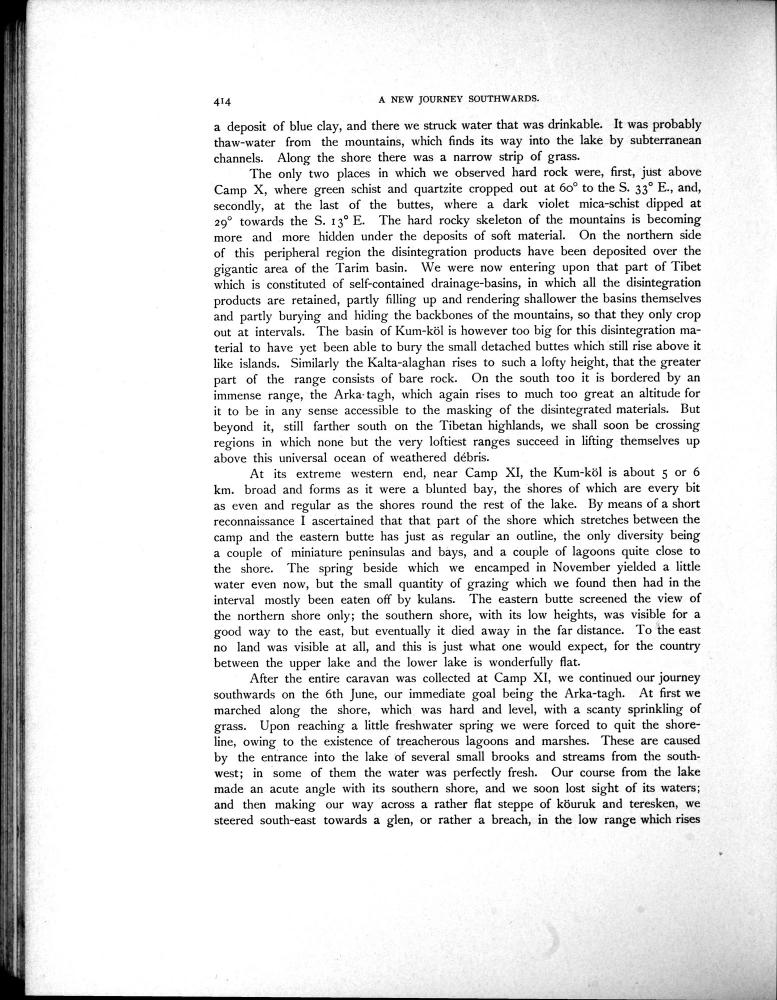 414 A NEW JOURNEY SOUTHWARDS.
a deposit of blue clay, and there we struck water that was drinkable. It was probably
thaw-water from the mountains, which finds its way into the lake by subterranean
channels. Along the shore there was a narrow strip of grass.
The only two places in which we observed hard rock were, first, just above
Camp X, where green schist and quartzite cropped out at 60° to the S. 33° E., and,
secondly, at the last of the buttes, where a dark violet mica-schist dipped at
29° towards the S. 13° E. The hard rocky skeleton of the mountains is becoming
more and more hidden under the deposits of soft material. On the northern side
of this peripheral region the disintegration products have been deposited over the
gigantic area of the Tarim basin. We were now entering upon that part of Tibet
which is constituted of self-contained drainage-basins, in which all the disintegration
products are retained, partly filling up and rendering shallower the basins themselves
and partly burying and hiding the backbones of the mountains, so that they only crop
out at intervals. The basin of Kum-köl is however too big for this disintegration ma-
terial to have yet been able to bury the small detached buttes which still rise above it
like islands. Similarly the Kalta-alaghan rises to such a lofty height, that the greater
part of the range consists of bare rock. On the south too it is bordered by an
immense range, the Arka-tagh, which again rises to much too great an altitude for
it to be in any sense accessible to the masking of the disintegrated materials. But
beyond it, still farther south on the Tibetan highlands, we shall soon be crossing
regions in which none but the very loftiest ranges succeed in lifting themselves up
above this universal ocean of weathered débris.
At its extreme western end, near Camp XI, the Kum-köl is about 5 or 6
km. broad and forms as it were a blunted bay, the shores of which are every bit
as even and regular as the shores round the rest of the lake. By means of a short
reconnaissance I ascertained that that part of the shore which stretches between the
camp and the eastern butte has just as regular an outline, the only diversity being
a couple of miniature peninsulas and bays, and a couple of lagoons quite close to
the shore. The spring beside which we encamped in November yielded a little
water even now, but the small quantity of grazing which we found then had in the
interval mostly been eaten off by kulans. The eastern butte screened the view of
the northern shore only; the southern shore, with its low heights, was visible for a
good way to the east, but eventually it died away in the far distance. To the east
no land was visible at all, and this is just what one would expect, for the country
between the upper lake and the lower lake is wonderfully flat.
After the entire caravan was collected at Camp XI, we continued our journey
southwards on the 6th June, our immediate goal being the Arka-tagh. At first we
marched along the shore, which was hard and level, with a scanty sprinkling of
grass. Upon reaching a little freshwater spring we were forced to quit the shore-
line, owing to the existence of treacherous lagoons and marshes. These are caused
by the entrance into the lake of several small brooks and streams from the south-
west; in some of them the water was perfectly fresh. Our course from the lake
made an acute angle with its southern shore, and we soon lost sight of its waters;
and then making our way across a rather flat steppe of köuruk and teresken, we
steered south-east towards a glen, or rather a breach, in the low range which rises